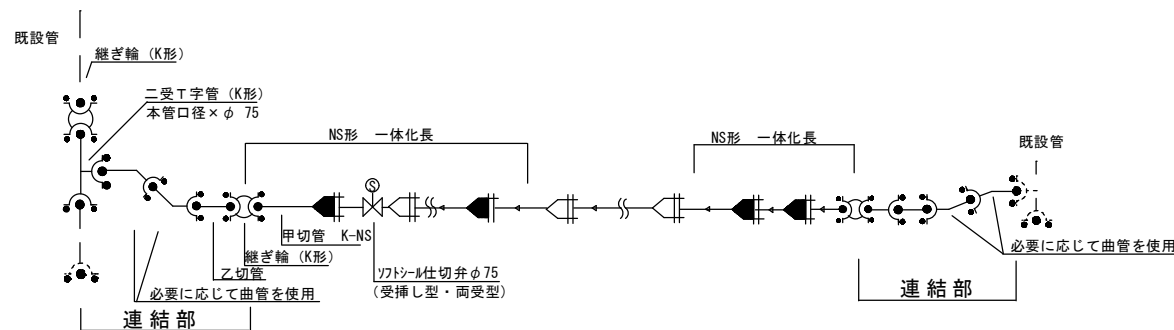 既設管
継ぎ輪 (K形)
二受T字管 (K形)
本管口径×φ 75
NS形 一体化長
NS形 一体化長
既設管
S
甲切管 K-NS
継ぎ輪 (K形)
乙切管
ソフトシール仕切弁φ75
(受挿し型・両受型)
必要に応じて曲管を使用
連結部
必要に応じて曲管を使用
連結部